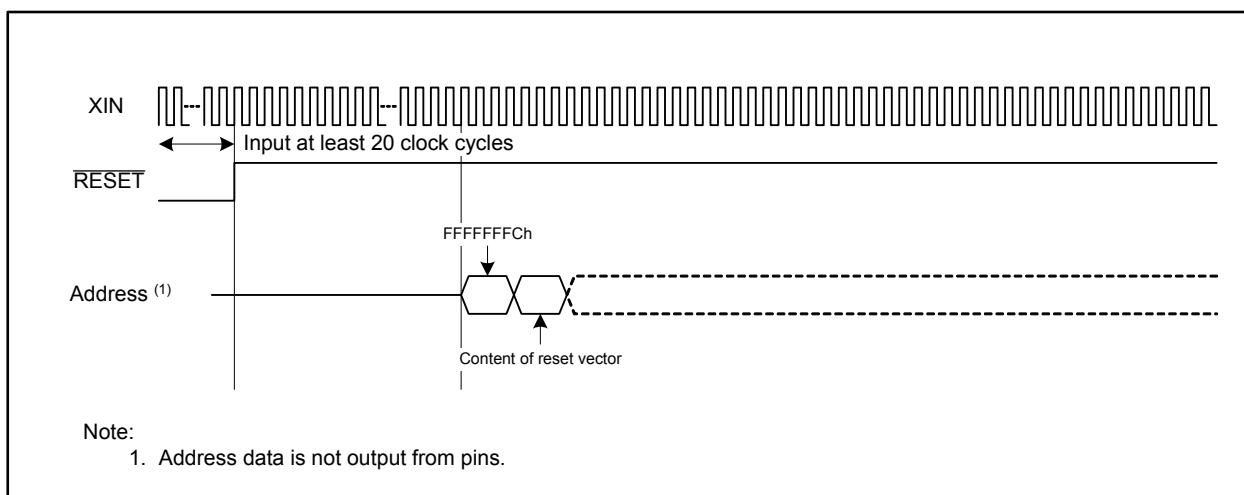 XIN
Input at least 20 clock cycles
RESET
FFFFFFFCh
Address (1)
Content of reset vector
Note:
1. Address data is not output from pins.